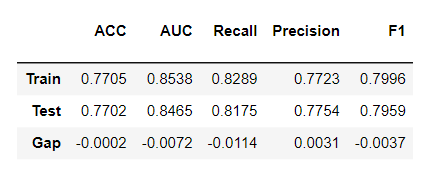 ACC AUC Recall Precision F1
Train 0.7705 0.8538 0.8289 0.7723 0.7996
Test 0.7702 0.8465 0.8175 0.7754 0.7959
Gap -0.0002 -0.0072 -0.0114 0.0031 -0.0037